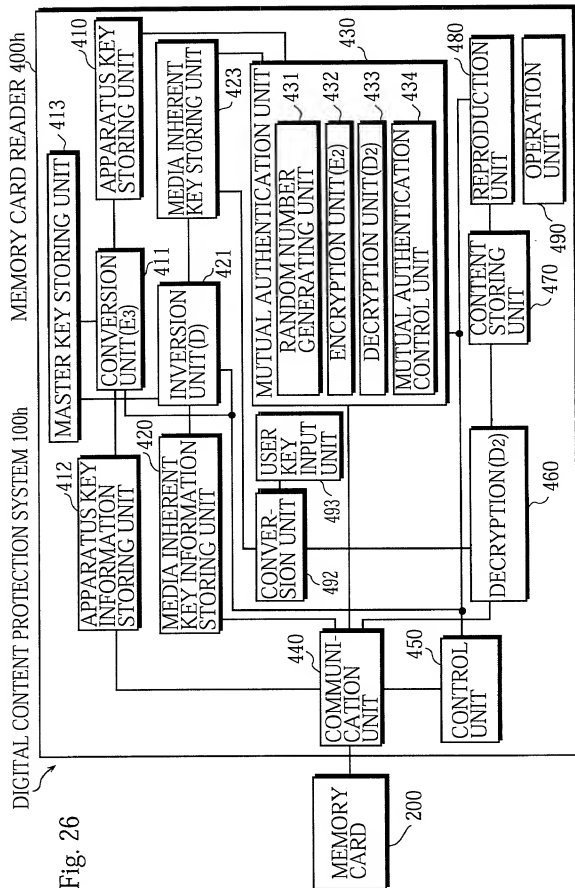 Fig. 26
DIGITAL CONTENT PROTECTION SYSTEM 100h
MEMORY CARD READER 400h
413
MASTER KEY STORING UNIT
412
APPARATUS KEY
INFORMATION
STORING UNIT
CONVERSION
UNIT(E3)
411
410
APPARATUS KEY
STORING UNIT
420
MEDIA INHERENT
KEY INFORMATION
STORING UNIT
421
INVERSION
UNIT(D)
423
MEDIA INHERENT
KEY STORING UNIT
430
MUTUAL AUTHENTICATION UNIT
431
RANDOM NUMBER
GENERATING UNIT
432
ENCRYPTION UNIT(E2)
433
DECRYPTION UNIT(D2)
434
MUTUAL AUTHENTICATION
CONTROL UNIT
CONVER-
SION UNIT
492
USER
KEY
INPUT
UNIT
493
440
COMMUNI-
CATION
UNIT
MEMORY
CARD
200
450
CONTROL
UNIT
DECRYPTION(D2)
460
CONTENT
STORING
UNIT
470
480
REPRODUCTION
UNIT
OPERATION
UNIT
490